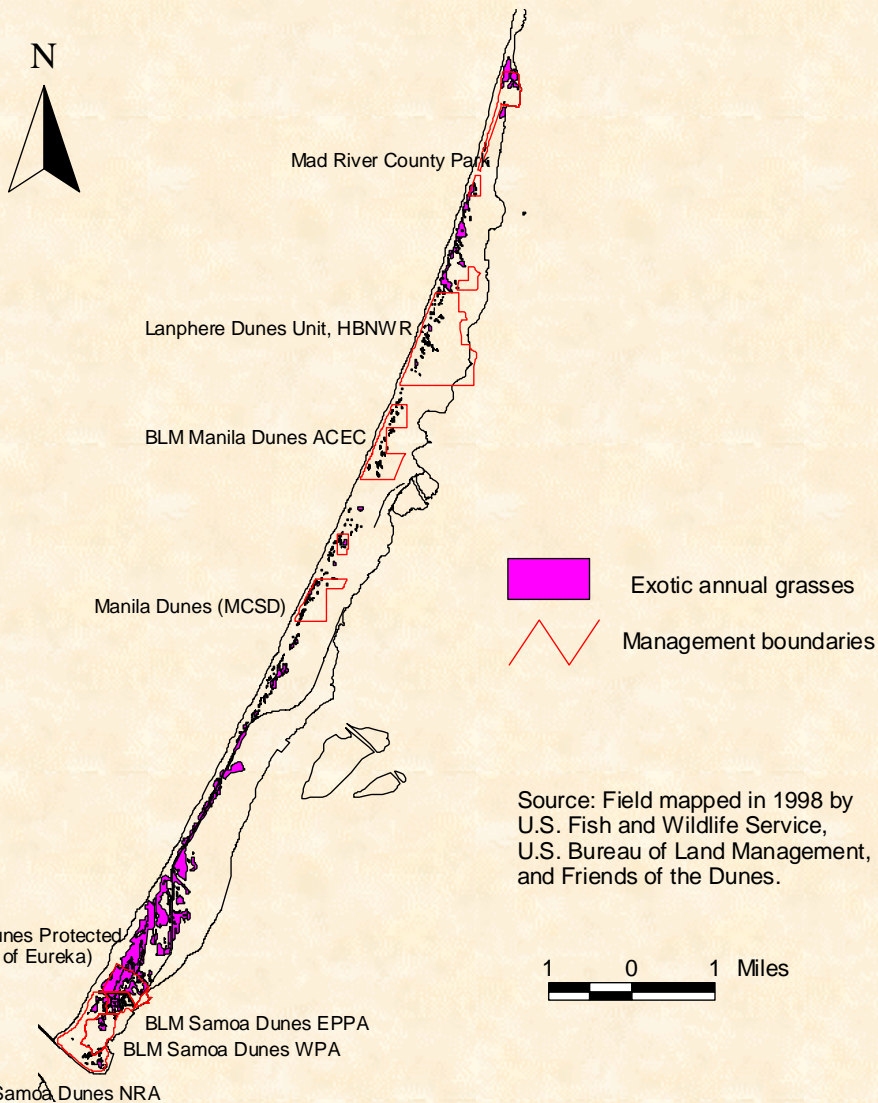 N
Mad River County Park
Lanphere Dunes Unit, HBNWR
BLM Manila Dunes ACEC
Manila Dunes (MCSD)
Exotic annual grasses
Management boundaries
Source: Field mapped in 1998 by
U.S. Fish and Wildlife Service,
U.S. Bureau of Land Management,
and Friends of the Dunes.
1 0 1 Miles
Protected
of Eureka)
BLM Samoa Dunes EPPA
BLM Samoa Dunes WPA
Samoa Dunes NRA